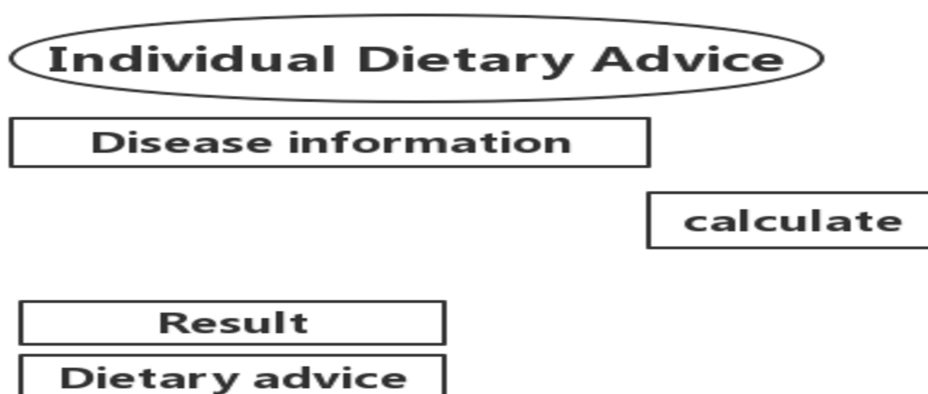 Individual Dietary Advice
Disease information
calculate
Result
Dietary advice